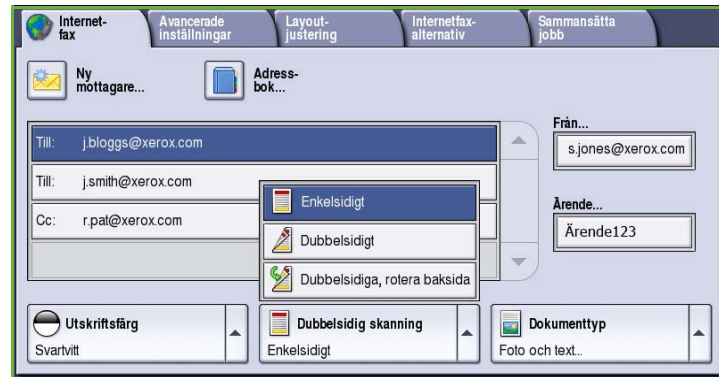 Internet-
fax
Avancerade
inställningar
Layout-
justering
Internetfax-
alternativ
Sammansätta
jobb
Ny
mottagare...
Adress-
bok...
Till: j.bloggs@xerox.com
Till: j.smith@xerox.com
Cc: r.pat@xerox.com
Från...
s.jones@xerox.com
Ärende...
Ärende123
Enkelsidigt
Dubbelsidigt
Dubbelsidiga, rotera baksida
Utskriftsfärg
Svartvitt
Dubbelsidig skanning
Enkelsidigt
Dokumenttyp
Foto och text...